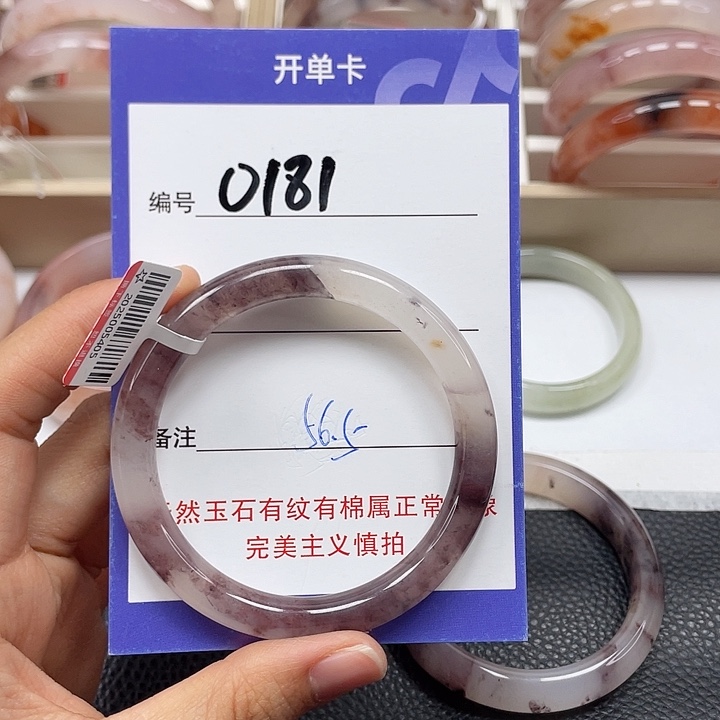 开单卡
编号 0181
2025005405
备注 56.5
然玉石有纹有棉属正常
完美主义慎拍